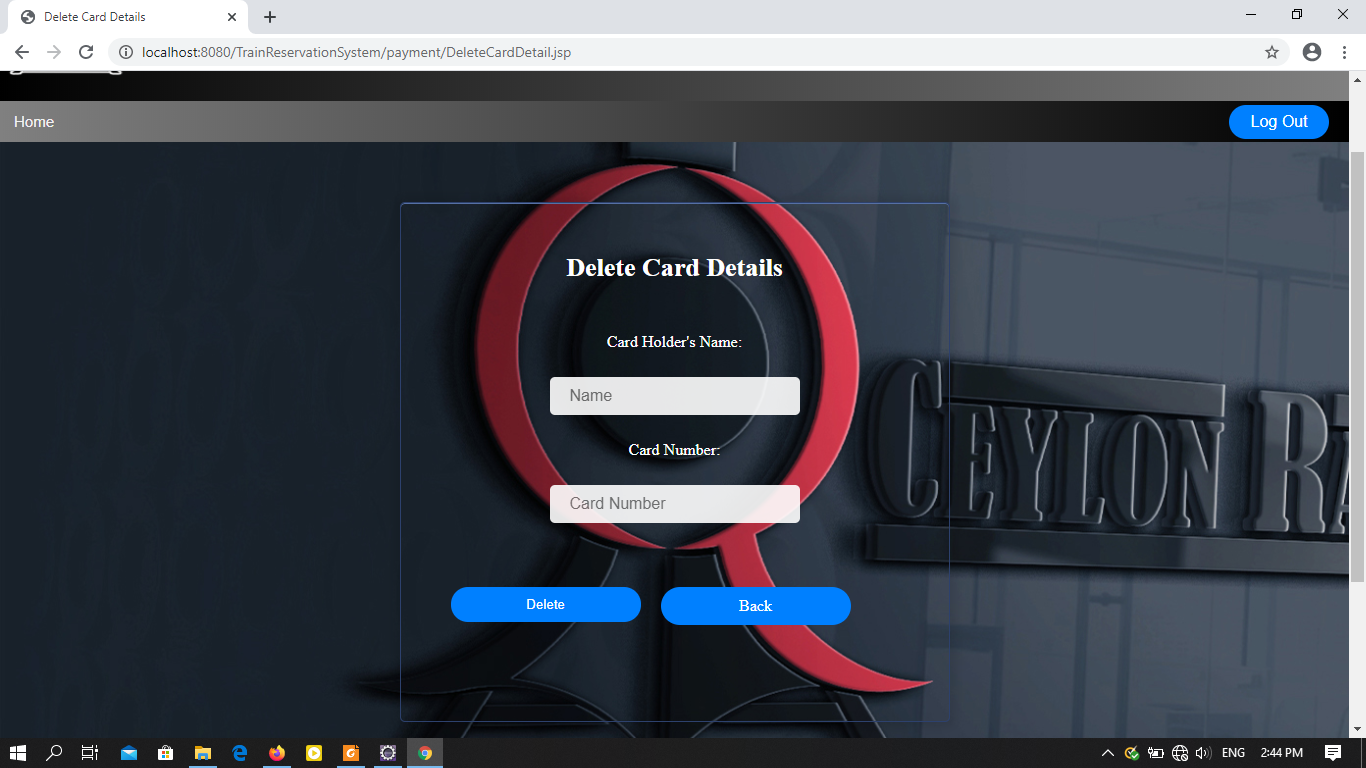 Delete Card Details
localhost:8080/TrainReservationSystem/payment/DeleteCardDetail.jsp
Home
Log Out
Delete Card Details
Card Holder's Name:
Name
Card Number:
Card Number
CEYLON
Delete
Back
ENG
2:44 PM